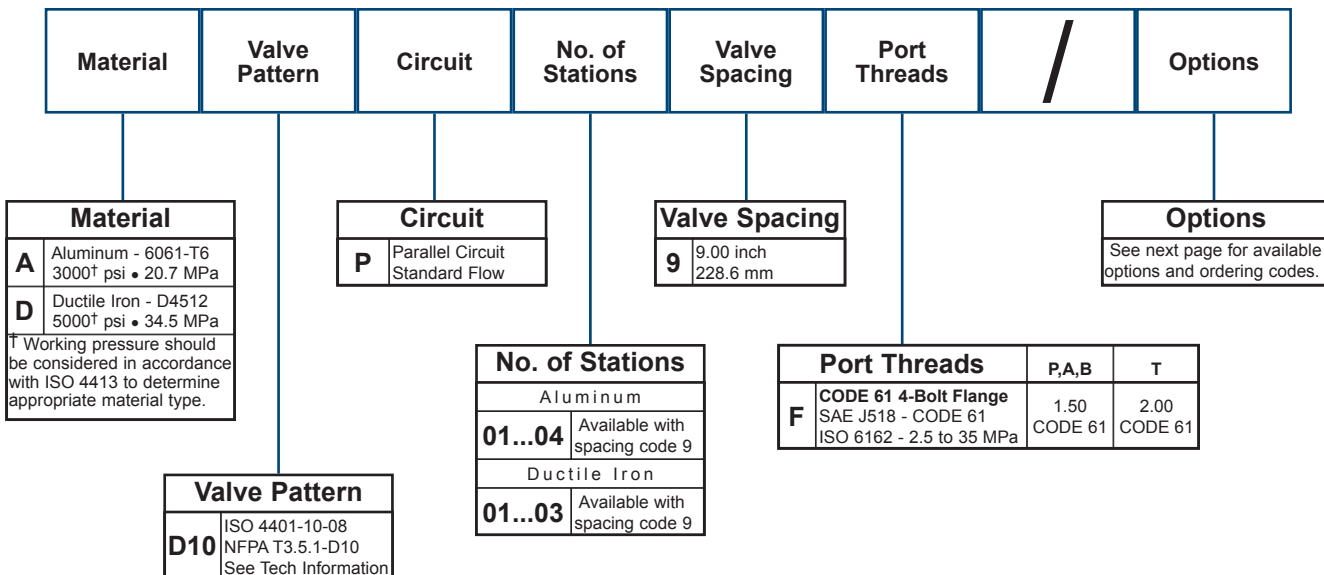 Material
Valve
Pattern
Circuit
No. of
Stations
Valve
Spacing
Port
Threads
/
Options
Material
A
Aluminum - 6061-T6
3000† psi • 20.7 MPa
D
Ductile Iron - D4512
5000† psi • 34.5 MPa
† Working pressure should
be considered in accordance
with ISO 4413 to determine
appropriate material type.
Circuit
P
Parallel Circuit
Standard Flow
Valve Spacing
9
9.00 inch
228.6 mm
Options
See next page for available
options and ordering codes.
No. of Stations
Aluminum
01...04
Available with
spacing code 9
Ductile Iron
01...03
Available with
spacing code 9
Port Threads
P,A,B
T
F
CODE 61 4-Bolt Flange
SAE J518 - CODE 61
ISO 6162 - 2.5 to 35 MPa
1.50
CODE 61
2.00
CODE 61
Valve Pattern
D10
ISO 4401-10-08
NFPA T3.5.1-D10
See Tech Information